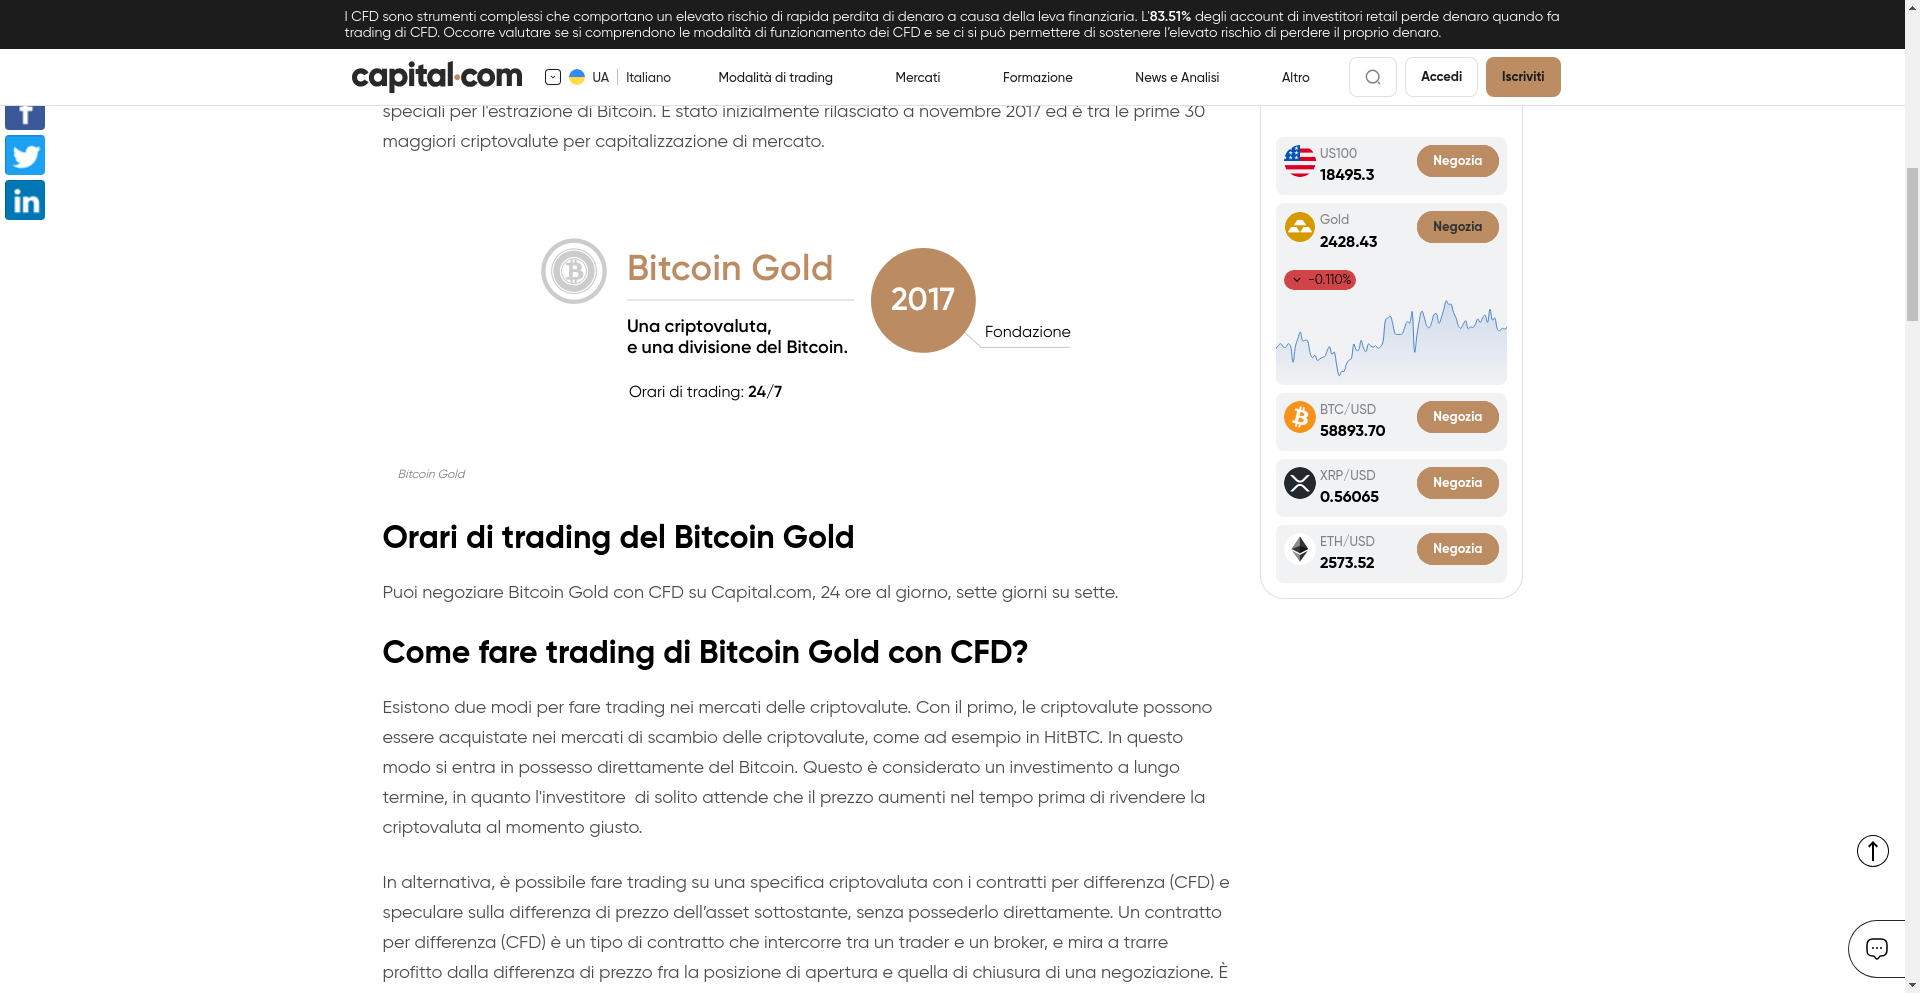 I CFD sono strumenti complessi che comportano un elevato rischio di rapida perdita di denaro a causa della leva finanziaria. L'83.51% degli account di investitori retail perde denaro quando fa
trading di CFD. Occorre valutare se si comprendono le modalità di funzionamento dei CFD e se ci si può permettere di sostenere l'elevato rischio di perdere il proprio denaro.
capital.com
UA | Italiano
Modalità di trading
Mercati
Formazione
News e Analisi
Altro
Accedi
Iscriviti
speciali per l'estrazione di Bitcoin. È stato inizialmente rilasciato a novembre 2017 ed è tra le prime 30
maggiori criptovalute per capitalizzazione di mercato.
Bitcoin Gold
Una criptovaluta,
e una divisione del Bitcoin.
Orari di trading: 24/7
2017
Fondazione
Bitcoin Gold
Orari di trading del Bitcoin Gold
Puoi negoziare Bitcoin Gold con CFD su Capital.com, 24 ore al giorno, sette giorni su sette.
Come fare trading di Bitcoin Gold con CFD?
Esistono due modi per fare trading nei mercati delle criptovalute. Con il primo, le criptovalute possono
essere acquistate nei mercati di scambio delle criptovalute, come ad esempio in HitBTC. In questo
modo si entra in possesso direttamente del Bitcoin. Questo è considerato un investimento a lungo
termine, in quanto l'investitore  di solito attende che il prezzo aumenti nel tempo prima di rivendere la
criptovaluta al momento giusto.
In alternativa, è possibile fare trading su una specifica criptovaluta con i contratti per differenza (CFD) e
speculare sulla differenza di prezzo dell’asset sottostante, senza possederlo direttamente. Un contratto
per differenza (CFD) è un tipo di contratto che intercorre tra un trader e un broker, e mira a trarre
profitto dalla differenza di prezzo fra la posizione di apertura e quella di chiusura di una negoziazione. È
US100
18495.3
Negozia
Gold
2428.43
Negozia
-0.110%
BTC/USD
58893.70
Negozia
XRP/USD
0.56065
Negozia
ETH/USD
2573.52
Negozia